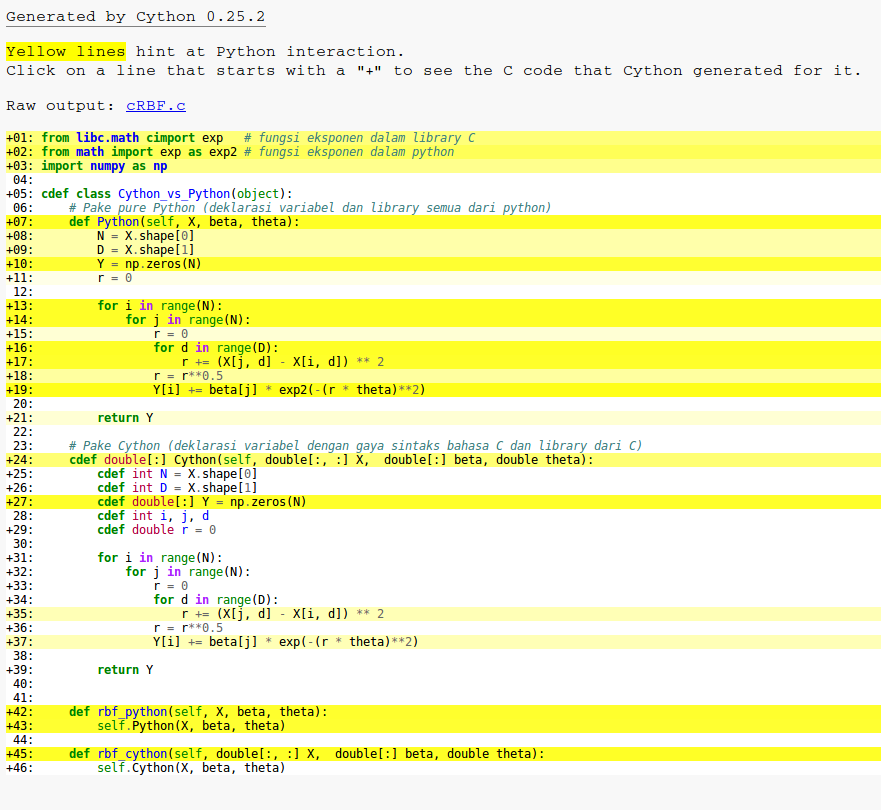 Generated by Cython 0.25.2
Yellow lines hint at Python interaction.
Click on a line that starts with a "+" to see the C code that Cython generated for it.
Raw output: cRBF.c
+01: from libc.math cimport exp   # fungsi eksponen dalam library C
+02: from math import exp as exp2 # fungsi eksponen dalam python
+03: import numpy as np
 04:
+05: cdef class Cython_vs_Python(object):
 06:     # Pake pure Python (deklarasi variabel dan library semua dari python)
+07:     def Python(self, X, beta, theta):
+08:         N = X.shape[0]
+09:         D = X.shape[1]
+10:         Y = np.zeros(N)
+11:         r = 0
 12:
+13:         for i in range(N):
+14:             for j in range(N):
+15:                 r = 0
+16:                 for d in range(D):
+17:                     r += (X[j, d] - X[i, d]) ** 2
+18:                 r = r**0.5
+19:                 Y[i] += beta[j] * exp2(-(r * theta)**2)
 20:
+21:         return Y
 22:
 23:     # Pake Cython (deklarasi variabel dengan gaya sintaks bahasa C dan library dari C)
+24:     cdef double[:] Cython(self, double[:, :] X,  double[:] beta, double theta):
+25:         cdef int N = X.shape[0]
+26:         cdef int D = X.shape[1]
+27:         cdef double[:] Y = np.zeros(N)
 28:         cdef int i, j, d
+29:         cdef double r = 0
 30:
+31:         for i in range(N):
+32:             for j in range(N):
+33:                 r = 0
+34:                 for d in range(D):
+35:                     r += (X[j, d] - X[i, d]) ** 2
+36:                 r = r**0.5
+37:                 Y[i] += beta[j] * exp(-(r * theta)**2)
 38:
+39:         return Y
 40:
 41:
+42:     def rbf_python(self, X, beta, theta):
+43:         self.Python(X, beta, theta)
 44:
+45:     def rbf_cython(self, double[:, :] X,  double[:] beta, double theta):
+46:         self.Cython(X, beta, theta)